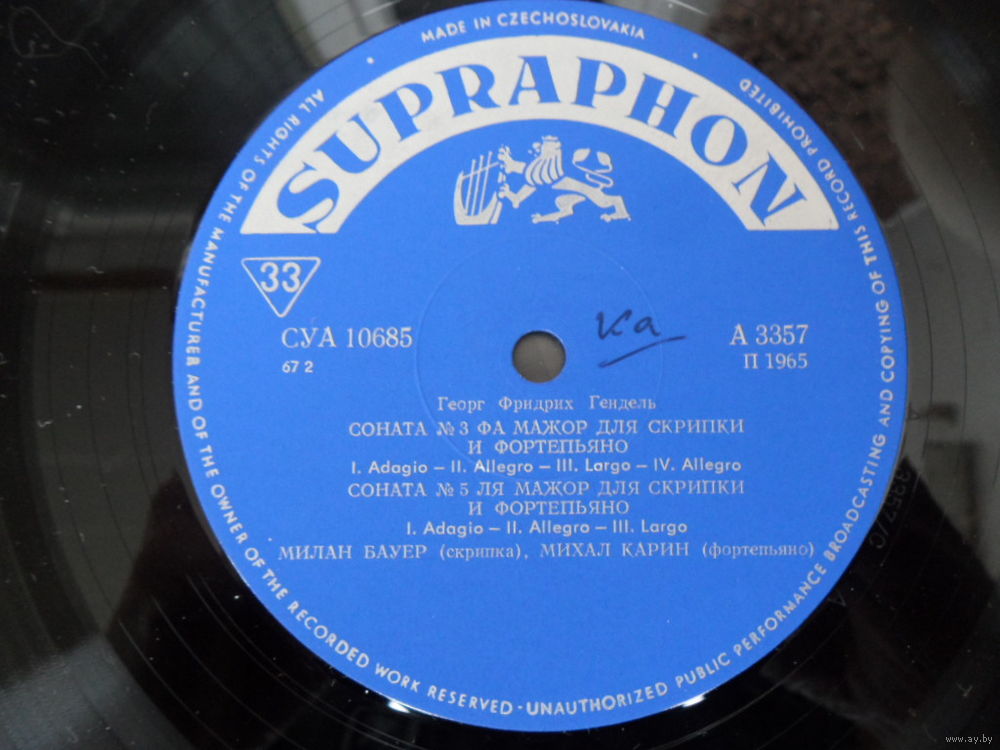 MADE IN CZECHOSLOVAKIA
SUPRAPHON
ALL RIGHTS OF THE MANUFACTURER AND OF THE OWNER OF THE RECORDED WORK RESERVED - UNAUTHORIZED PUBLIC PERFORMANCE BROADCASTING AND COPYING OF THIS RECORD PROHIBITED
33
СУА 10685
67 2
ка
А 3357
П 1965
Георг Фридрих Гендель
СОНАТА № 3 ФА МАЖОР ДЛЯ СКРИПКИ
И ФОРТЕПЬЯНО
I. Adagio – II. Allegro – III. Largo – IV. Allegro
СОНАТА № 5 ЛЯ МАЖОР ДЛЯ СКРИПКИ
И ФОРТЕПЬЯНО
I. Adagio – II. Allegro – III. Largo
МИЛАН БАУЕР (скрипка), МИХАЛ КАРИН (фортепьяно)
www.ay.by